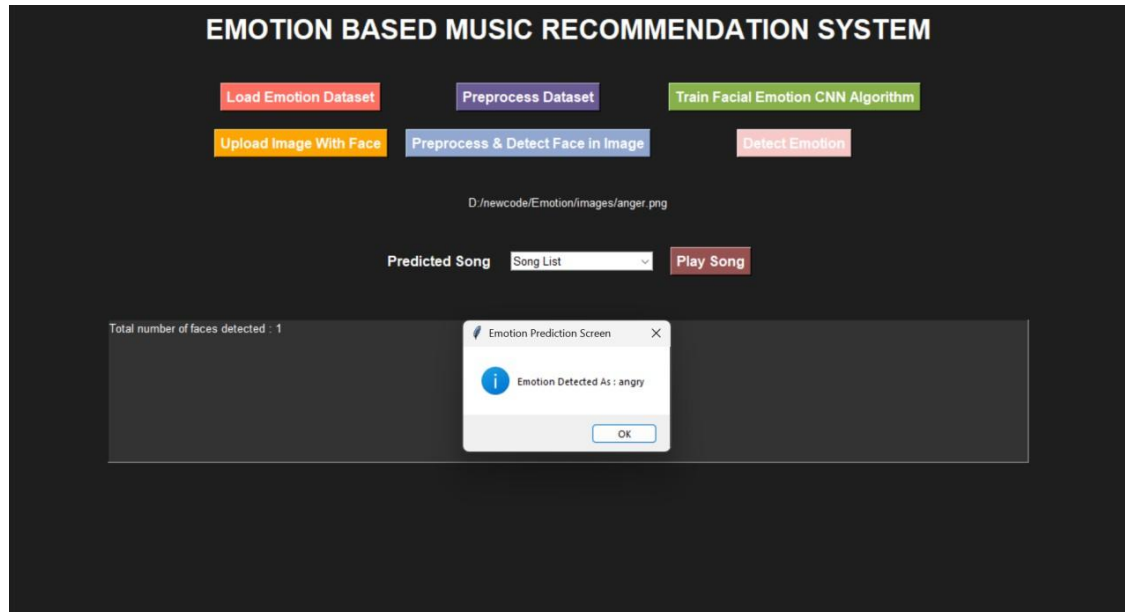 EMOTION BASED MUSIC RECOMMENDATION SYSTEM
Load Emotion Dataset
Preprocess Dataset
Train Facial Emotion CNN Algorithm
Upload Image With Face
Preprocess & Detect Face in Image
Detect Emotion
D:/newcode/Emotion/images/anger.png
Predicted Song
Song List
Play Song
Total number of faces detected : 1
Emotion Prediction Screen
Emotion Detected As : angry
OK